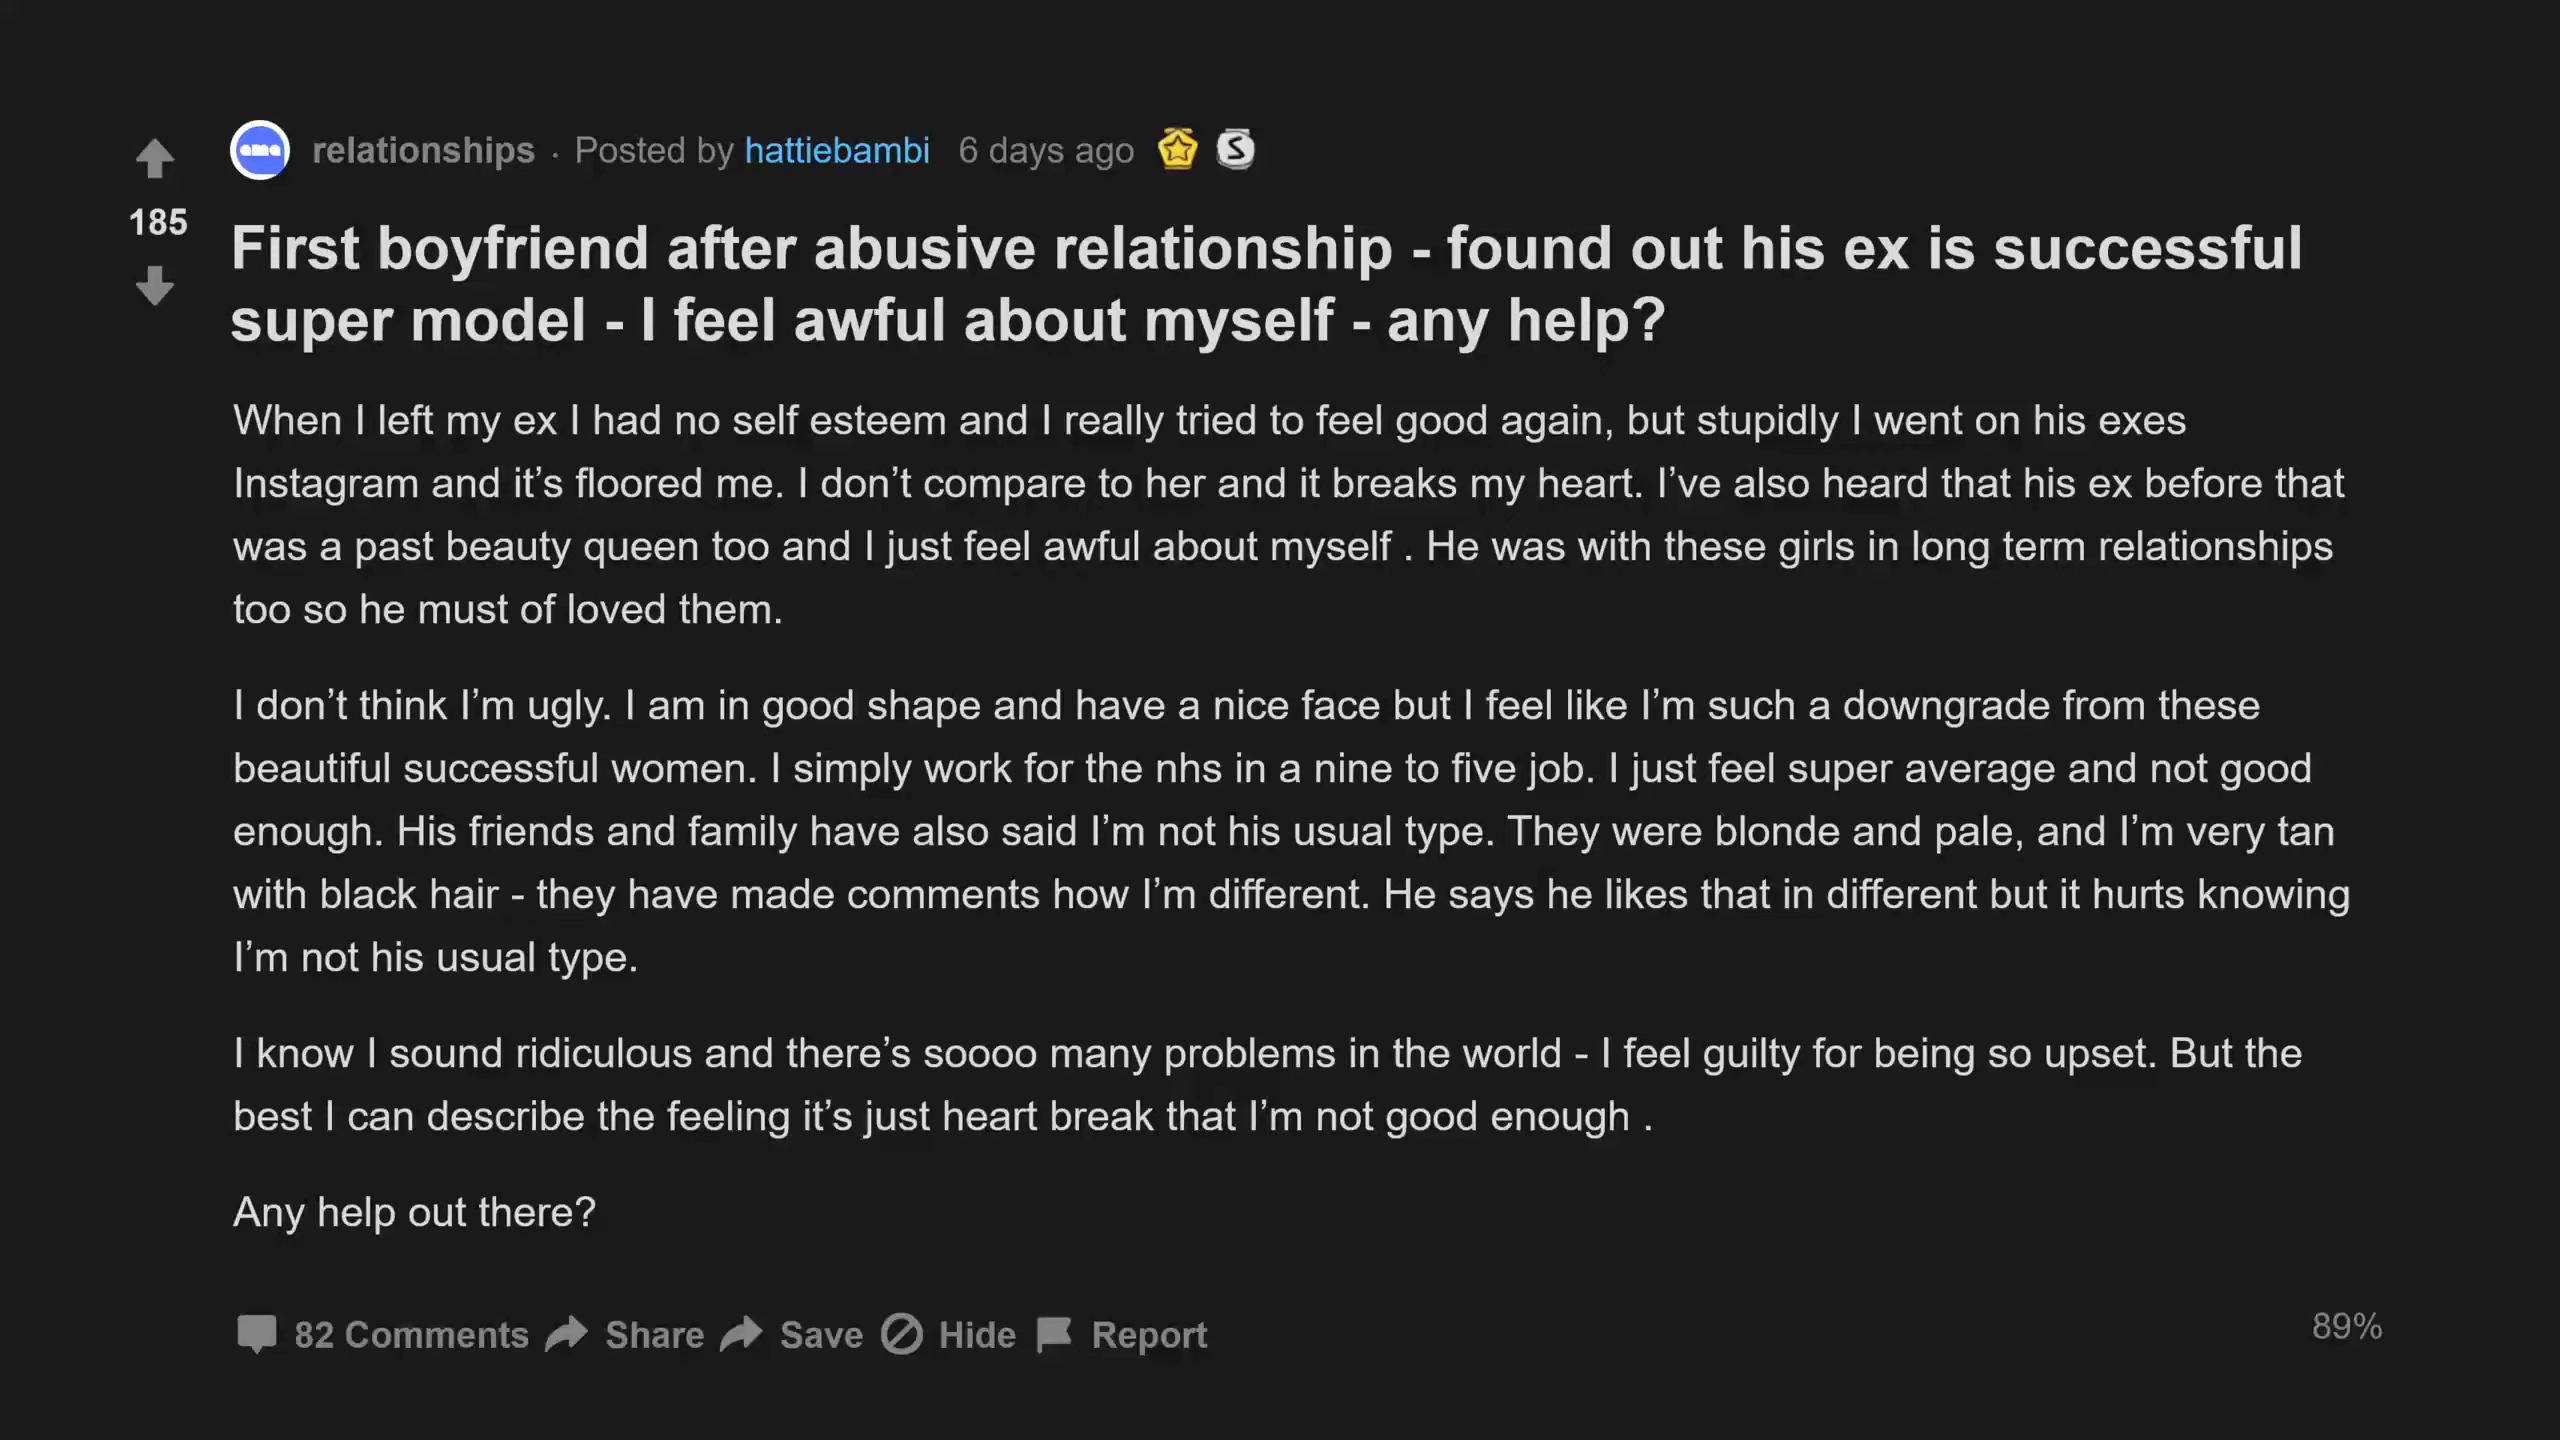 ama relationships · Posted by hattiebambi 6 days ago S
185
First boyfriend after abusive relationship - found out his ex is successful
super model - I feel awful about myself - any help?
When I left my ex I had no self esteem and I really tried to feel good again, but stupidly I went on his exes
Instagram and it’s floored me. I don’t compare to her and it breaks my heart. I’ve also heard that his ex before that
was a past beauty queen too and I just feel awful about myself . He was with these girls in long term relationships
too so he must of loved them.
I don’t think I’m ugly. I am in good shape and have a nice face but I feel like I’m such a downgrade from these
beautiful successful women. I simply work for the nhs in a nine to five job. I just feel super average and not good
enough. His friends and family have also said I’m not his usual type. They were blonde and pale, and I’m very tan
with black hair - they have made comments how I’m different. He says he likes that in different but it hurts knowing
I’m not his usual type.
I know I sound ridiculous and there’s soooo many problems in the world - I feel guilty for being so upset. But the
best I can describe the feeling it’s just heart break that I’m not good enough .
Any help out there?
82 Comments Share Save Hide Report 89%